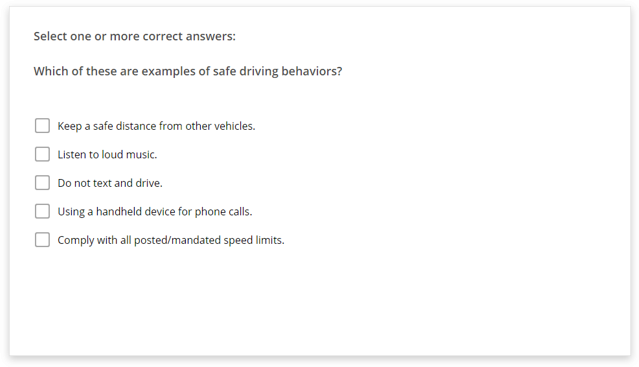 Select one or more correct answers:
Which of these are examples of safe driving behaviors?
Keep a safe distance from other vehicles.
Listen to loud music.
Do not text and drive.
Using a handheld device for phone calls.
Comply with all posted/mandated speed limits.